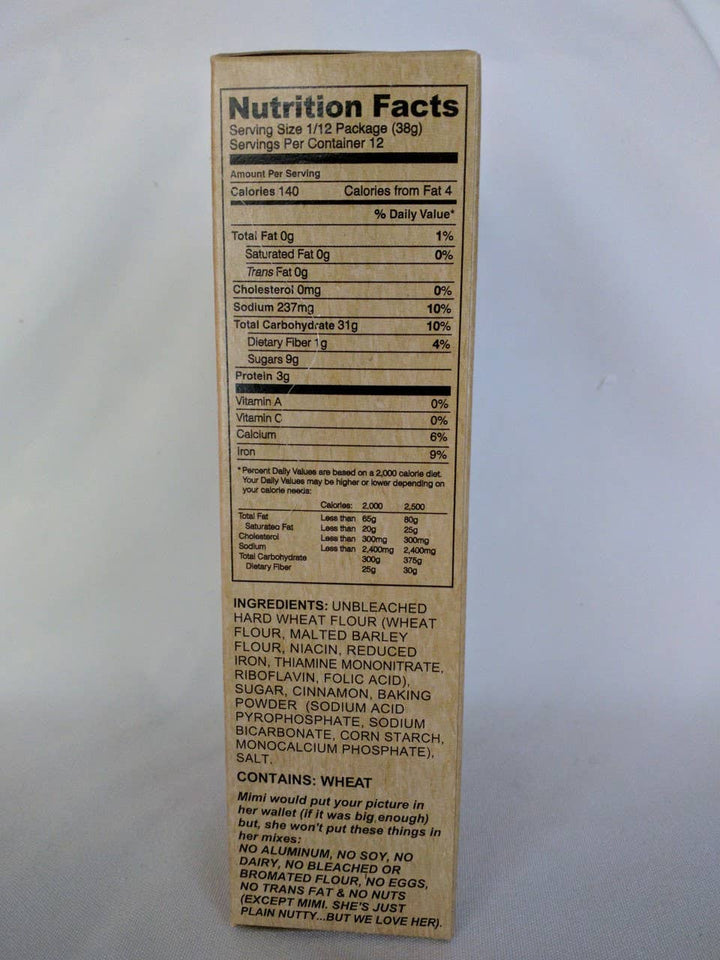 Nutrition Facts
Serving Size 1/12 Package (38g)
Servings Per Container 12
Amount Per Serving
Calories 140 Calories from Fat 4
% Daily Value*
Total Fat 0g 1%
Saturated Fat 0g 0%
Trans Fat 0g
Cholesterol 0mg 0%
Sodium 237mg 10%
Total Carbohydrate 31g 10%
Dietary Fiber 1g 4%
Sugars 9g
Protein 3g
Vitamin A 0%
Vitamin C 0%
Calcium 6%
Iron 9%
*Percent Daily Values are based on a 2,000 calorie diet.
Your Daily Values may be higher or lower depending on
your calorie needs:
Calories: 2,000 2,500
Total Fat Less than 65g 80g
Saturated Fat Less than 20g 25g
Cholesterol Less than 300mg 300mg
Sodium Less than 2,400mg 2,400mg
Total Carbohydrate 300g 375g
Dietary Fiber 25g 30g
INGREDIENTS: UNBLEACHED
HARD WHEAT FLOUR (WHEAT
FLOUR, MALTED BARLEY
FLOUR, NIACIN, REDUCED
IRON, THIAMINE MONONITRATE,
RIBOFLAVIN, FOLIC ACID),
SUGAR, CINNAMON, BAKING
POWDER (SODIUM ACID
PYROPHOSPHATE, SODIUM
BICARBONATE, CORN STARCH,
MONOCALCIUM PHOSPHATE),
SALT.
CONTAINS: WHEAT
Mimi would put your picture in
her wallet (if it was big enough)
but, she won't put these things in
her mixes:
NO ALUMINUM, NO SOY, NO
DAIRY, NO BLEACHED OR
BROMATED FLOUR, NO EGGS,
NO TRANS FAT & NO NUTS
(EXCEPT MIMI. SHE'S JUST
PLAIN NUTTY...BUT WE LOVE HER).